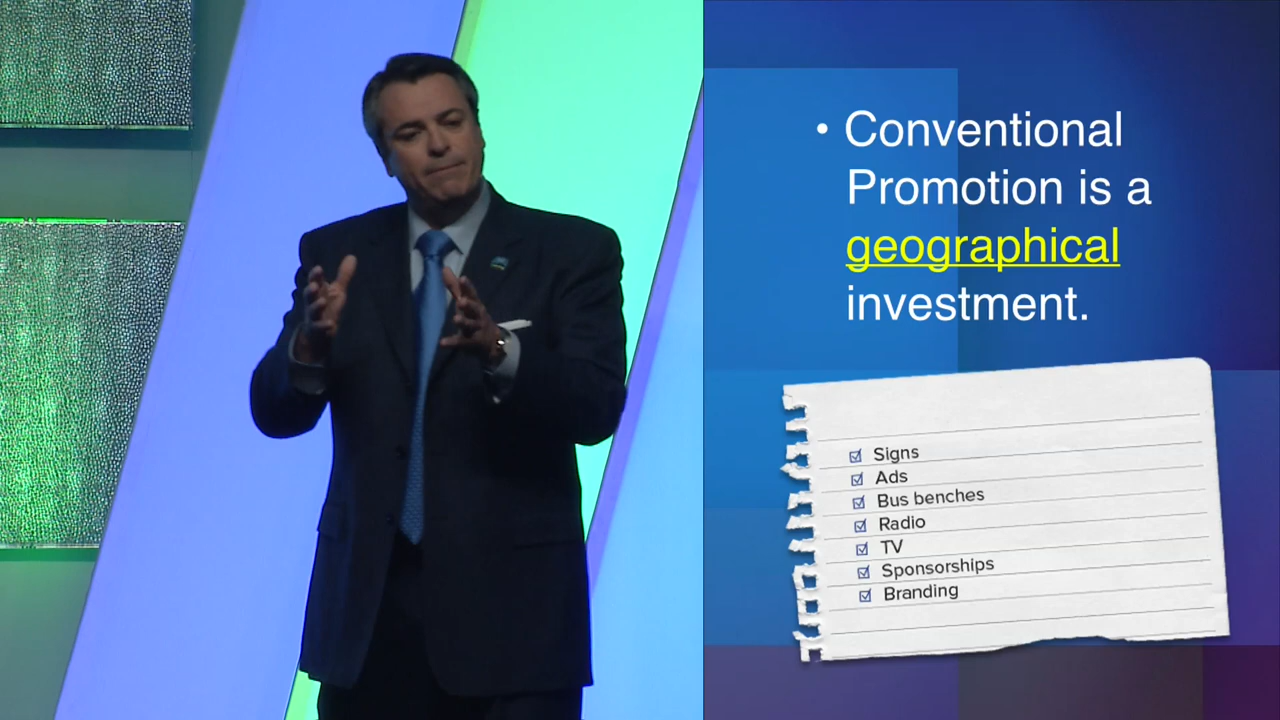 • Conventional
Promotion is a
geographical
investment.
Signs
Ads
Bus benches
Radio
TV
Sponsorships
Branding